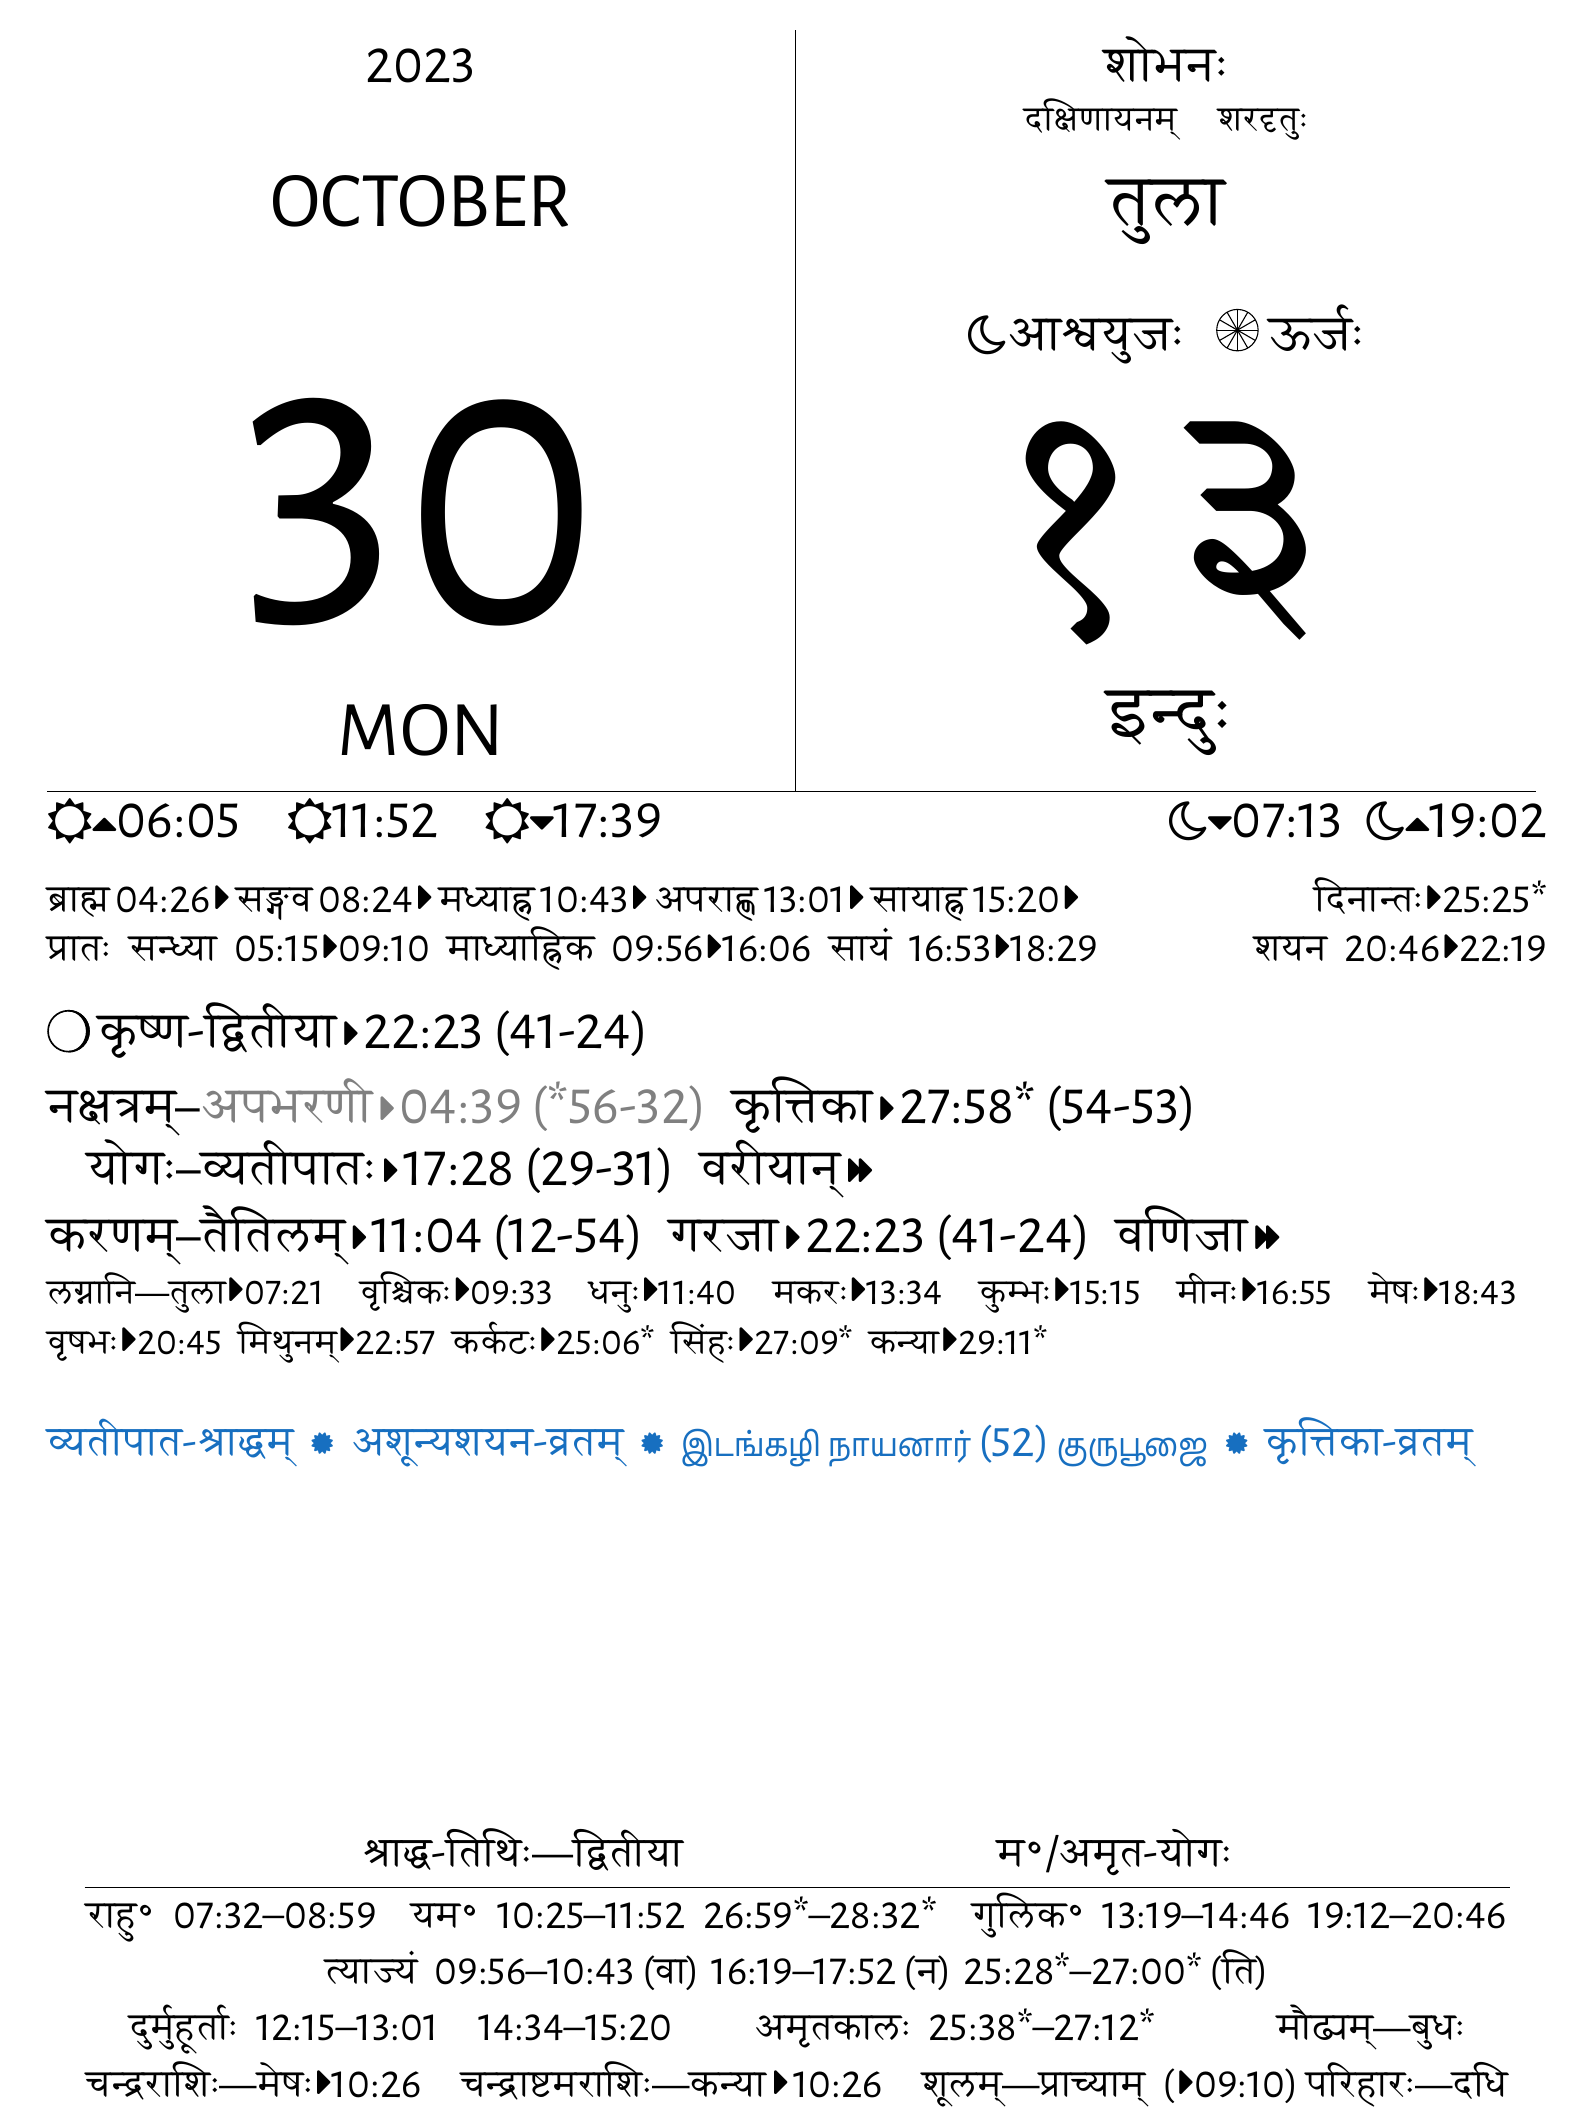 2023
OCTOBER
30
MON
शोभनः
दक्षिणायनम् शरदृतुः
तुला
आश्वयुजः ऊर्जः
१३
इन्दुः
06:05 11:52 17:39 07:13 19:02
ब्राह्म 04:26 सङ्गव 08:24 मध्याह्न 10:43 अपराह्ण 13:01 सायाह्न 15:20 दिनान्तः 25:25*
प्रातः सन्ध्या 05:15 09:10 माध्याह्निक 09:56 16:06 सायं 16:53 18:29 शयन 20:46 22:19
कृष्ण-द्वितीया 22:23 (41-24)
नक्षत्रम्–अपभरणी 04:39 (*56-32) कृत्तिका 27:58* (54-53)
योगः–व्यतीपातः 17:28 (29-31) वरीयान्
करणम्–तैतिलम् 11:04 (12-54) गरजा 22:23 (41-24) वणिजा
लग्नानि—तुला 07:21 वृश्चिकः 09:33 धनुः 11:40 मकरः 13:34 कुम्भः 15:15 मीनः 16:55 मेषः 18:43
वृषभः 20:45 मिथुनम् 22:57 कर्कटः 25:06* सिंहः 27:09* कन्या 29:11*
व्यतीपात-श्राद्धम् अशून्यशयन-व्रतम् இடங்கழி நாயனார் (52) குருபூஜை कृत्तिका-व्रतम्
श्राद्ध-तिथिः—द्वितीया म॰/अमृत-योगः
राहु॰ 07:32–08:59 यम॰ 10:25–11:52 26:59*–28:32* गुलिक॰ 13:19–14:46 19:12–20:46
त्याज्यं 09:56–10:43 (वा) 16:19–17:52 (न) 25:28*–27:00* (ति)
दुर्मुहूर्ताः 12:15–13:01 14:34–15:20 अमृतकालः 25:38*–27:12* मौढ्यम्—बुधः
चन्द्रराशिः—मेषः 10:26 चन्द्राष्टमराशिः—कन्या 10:26 शूलम्—प्राच्याम् (09:10) परिहारः—दधि